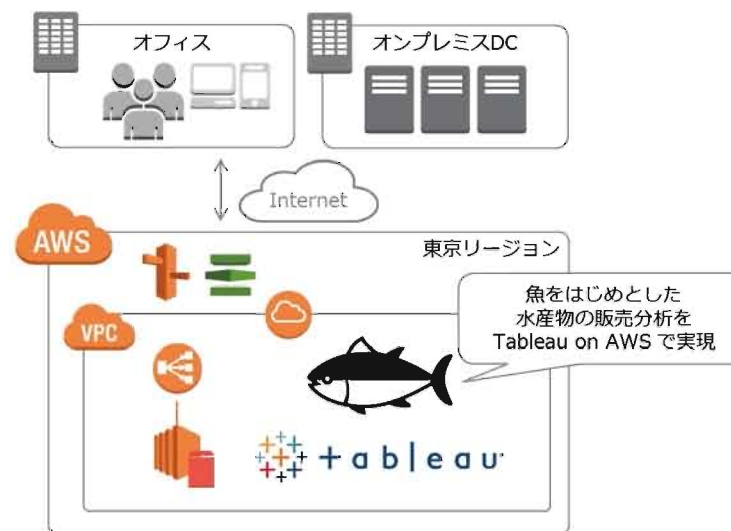 オフィス
オンプレミスDC
Internet
AWS
東京リージョン
VPC
魚をはじめとした
水産物の販売分析を
Tableau on AWS で実現
+ a b l e a u